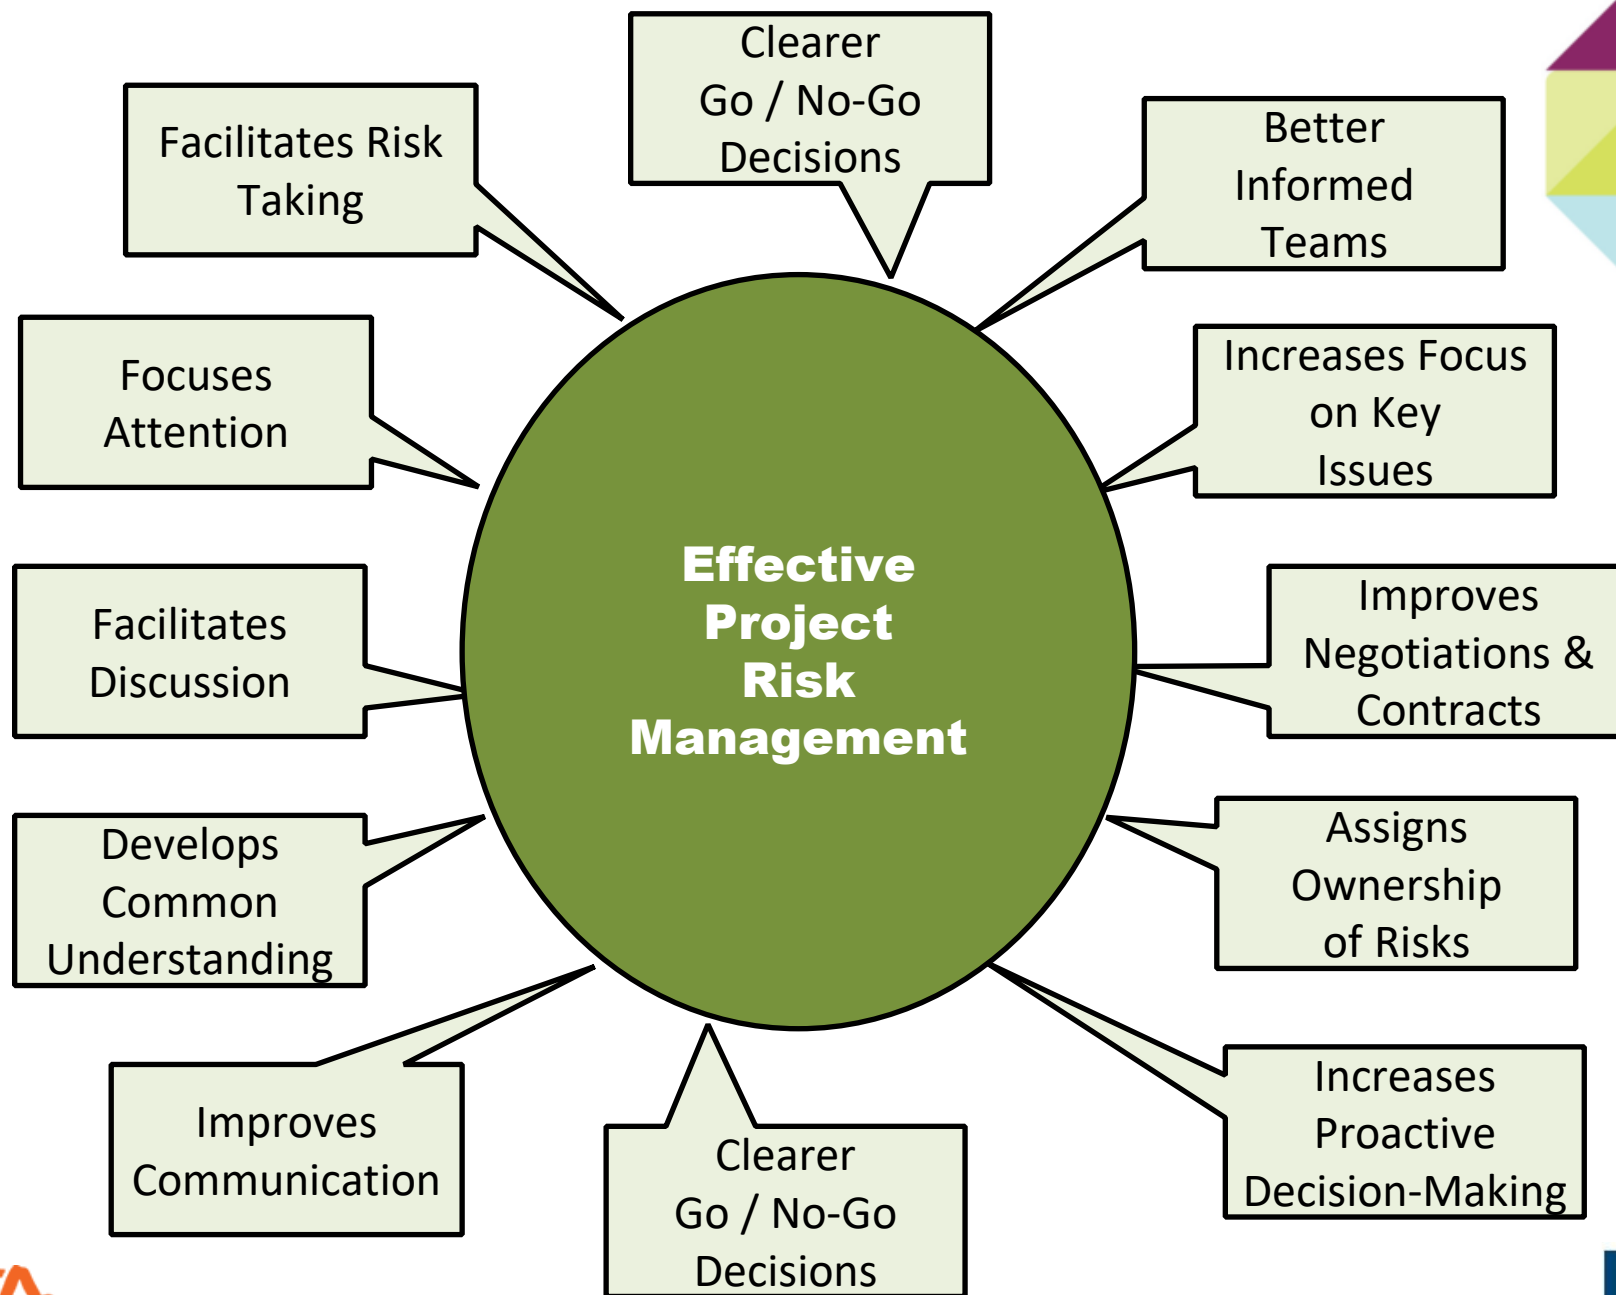 Clearer
Go / No-Go
Decisions
Facilitates Risk
Taking
Better
Informed
Teams
Focuses
Attention
Increases Focus
on Key
Issues
Effective
Project
Risk
Management
Facilitates
Discussion
Improves
Negotiations &
Contracts
Develops
Common
Understanding
Assigns
Ownership
of Risks
Improves
Communication
Increases
Proactive
Decision-Making
Clearer
Go / No-Go
Decisions